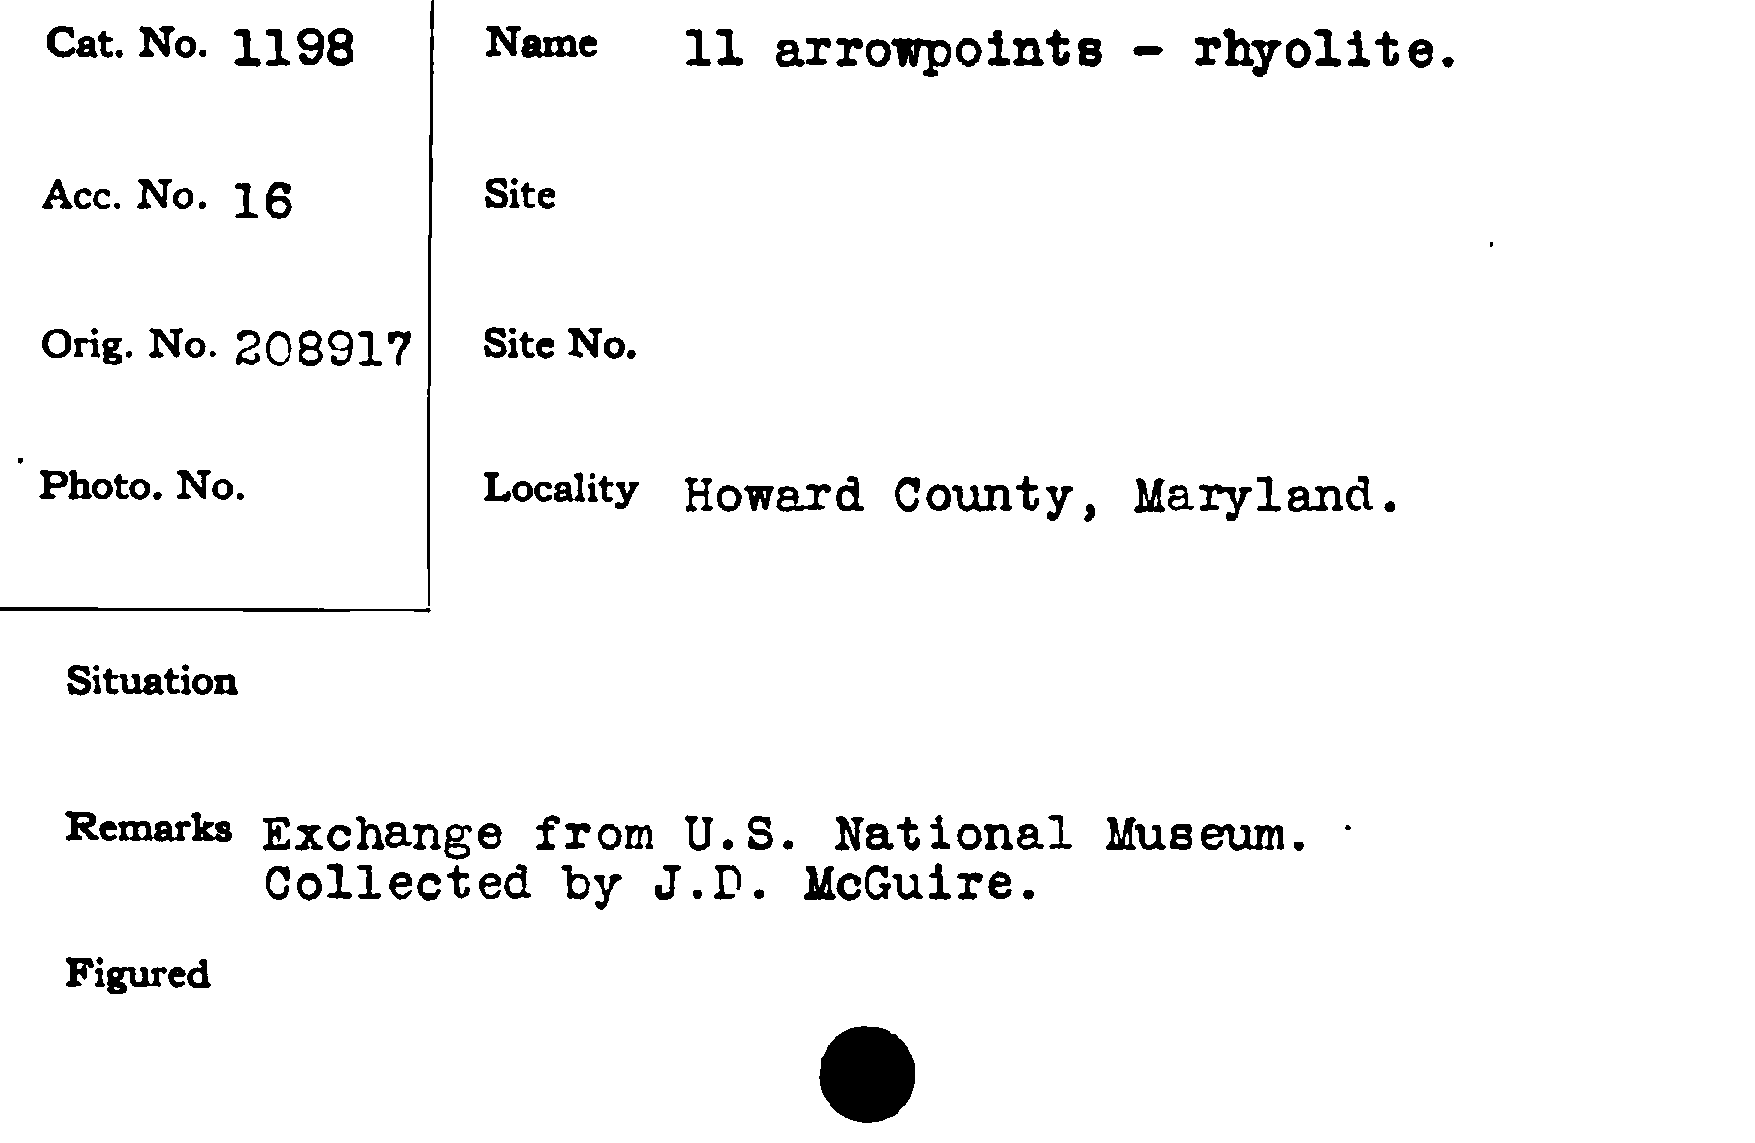 Cat. No. 1198
Name 11 arrowpoints - rhyolite.
Acc. No. 16
Site
Orig. No. 208917
Site No.
Photo. No.
Locality Howard County, Maryland.
Situation
Remarks Exchange from U.S. National Museum.
Collected by J.D. McGuire.
Figured